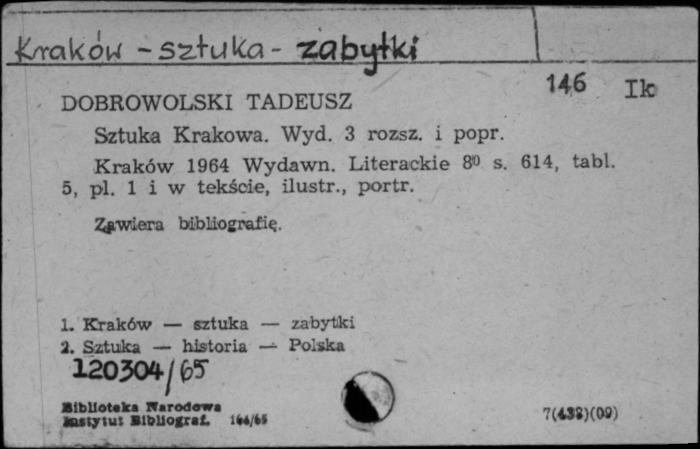 Kraków - sztuka - zabytki
146 Ik
DOBROWOLSKI TADEUSZ
Sztuka Krakowa. Wyd. 3 rozsz. i popr.
Kraków 1964 Wydawn. Literackie 8⁰ s. 614, tabl.
5, pl. 1 i w tekście, ilustr., portr.
Zawiera bibliografię.
1. Kraków — sztuka — zabytki
2. Sztuka — historia — Polska
120304/65
Biblioteka Narodowa
Instytut Bibliograf. 164/65
7(438)(09)